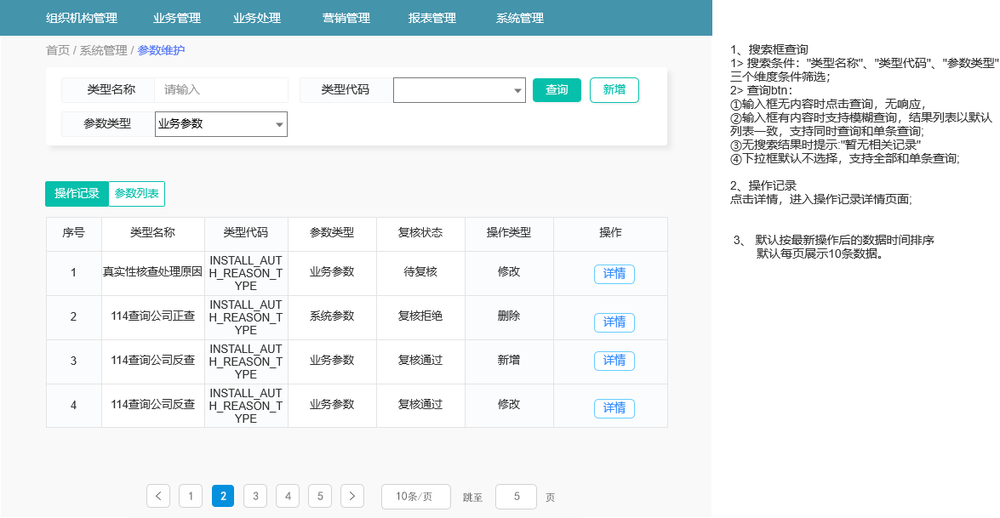 组织机构管理 业务管理 业务处理 营销管理 报表管理 系统管理
首页 / 系统管理 / 参数维护
类型名称 请输入 类型代码 查询 新增
参数类型 业务参数
操作记录 参数列表
序号 类型名称 类型代码 参数类型 复核状态 操作类型 操作
1 真实性核查处理原因 INSTALL_AUT
H_REASON_T
YPE 业务参数 待复核 修改 详情
2 114查询公司正查 INSTALL_AUT
H_REASON_T
YPE 系统参数 复核拒绝 删除 详情
3 114查询公司反查 INSTALL_AUT
H_REASON_T
YPE 业务参数 复核通过 新增 详情
4 114查询公司反查 INSTALL_AUT
H_REASON_T
YPE 业务参数 复核通过 修改 详情
1 2 3 4 5 10条/页 跳至 5 页
1、搜索框查询
1> 搜索条件："类型名称"、"类型代码"、"参数类型"
三个维度条件筛选；
2> 查询btn：
①输入框无内容时点击查询，无响应，
②输入框有内容时支持模糊查询，结果列表以默认
列表一致，支持同时查询和单条查询;
③无搜索结果时提示:"暂无相关记录"
④下拉框默认不选择，支持全部和单条查询;
2、操作记录
点击详情，进入操作记录详情页面;
3、 默认按最新操作后的数据时间排序
默认每页展示10条数据。